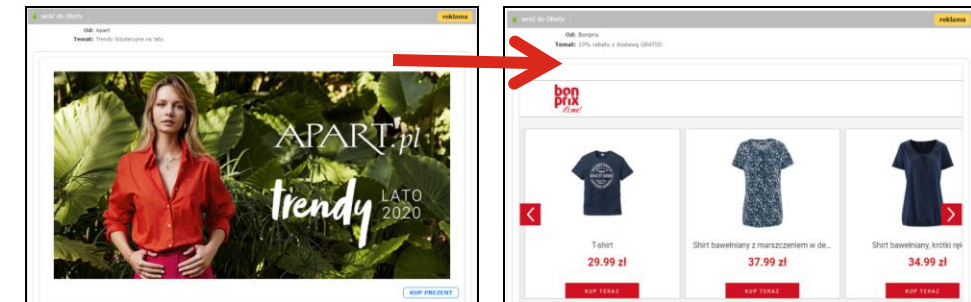 wróć do Oferty
reklama
Od: Apart
Temat: Trendy biżuteryjne na lato
APART.pl
trendy LATO
2020
KUP PREZENT
wróć do Oferty
reklama
Od: Bonprix
Temat: 10% rabatu z dostawą GRATIS!
bon
prix
it's me!
T-shirt
29.99 zł
KUP TERAZ
Shirt bawełniany z marszczeniem w de...
37.99 zł
KUP TERAZ
Shirt bawełniany, krótki ręk
34.99 zł
KUP TERAZ